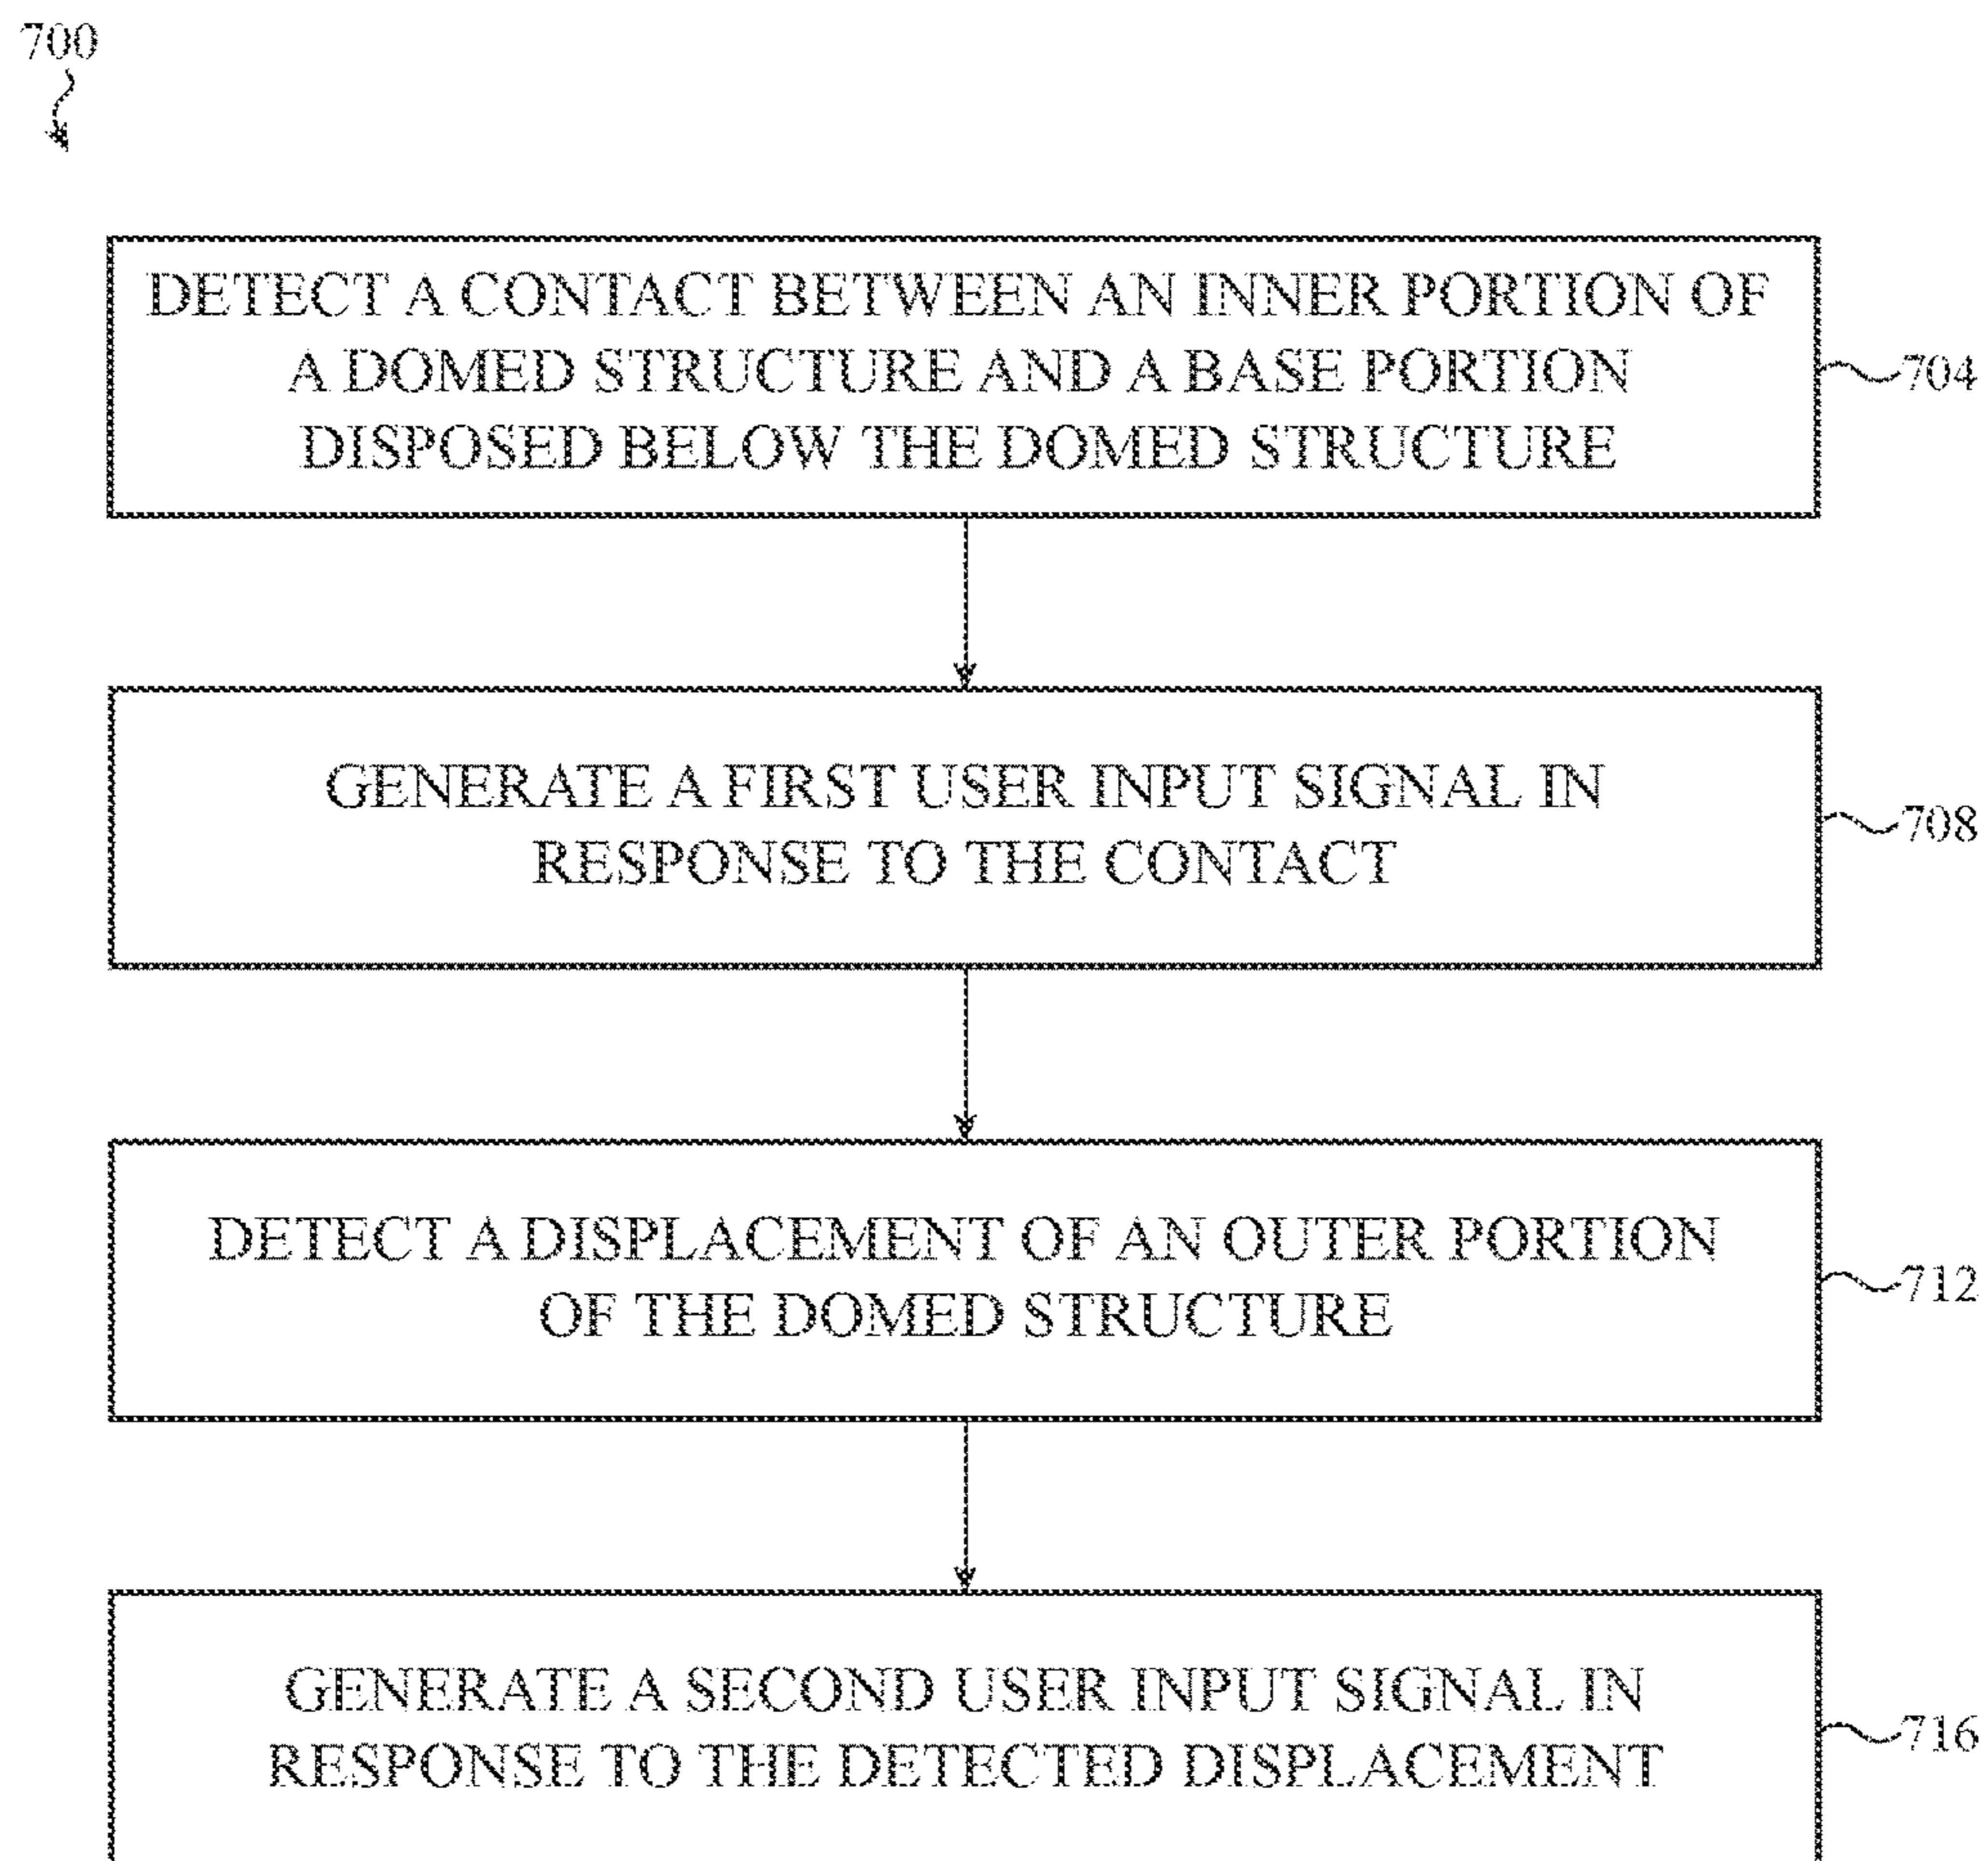 700
DETECT A CONTACT BETWEEN AN INNER PORTION OF
A DOMED STRUCTURE AND A BASE PORTION
DISPOSED BELOW THE DOMED STRUCTURE
704
GENERATE A FIRST USER INPUT SIGNAL IN
RESPONSE TO THE CONTACT
708
DETECT A DISPLACEMENT OF AN OUTER PORTION
OF THE DOMED STRUCTURE
712
GENERATE A SECOND USER INPUT SIGNAL IN
RESPONSE TO THE DETECTED DISPLACEMENT
716